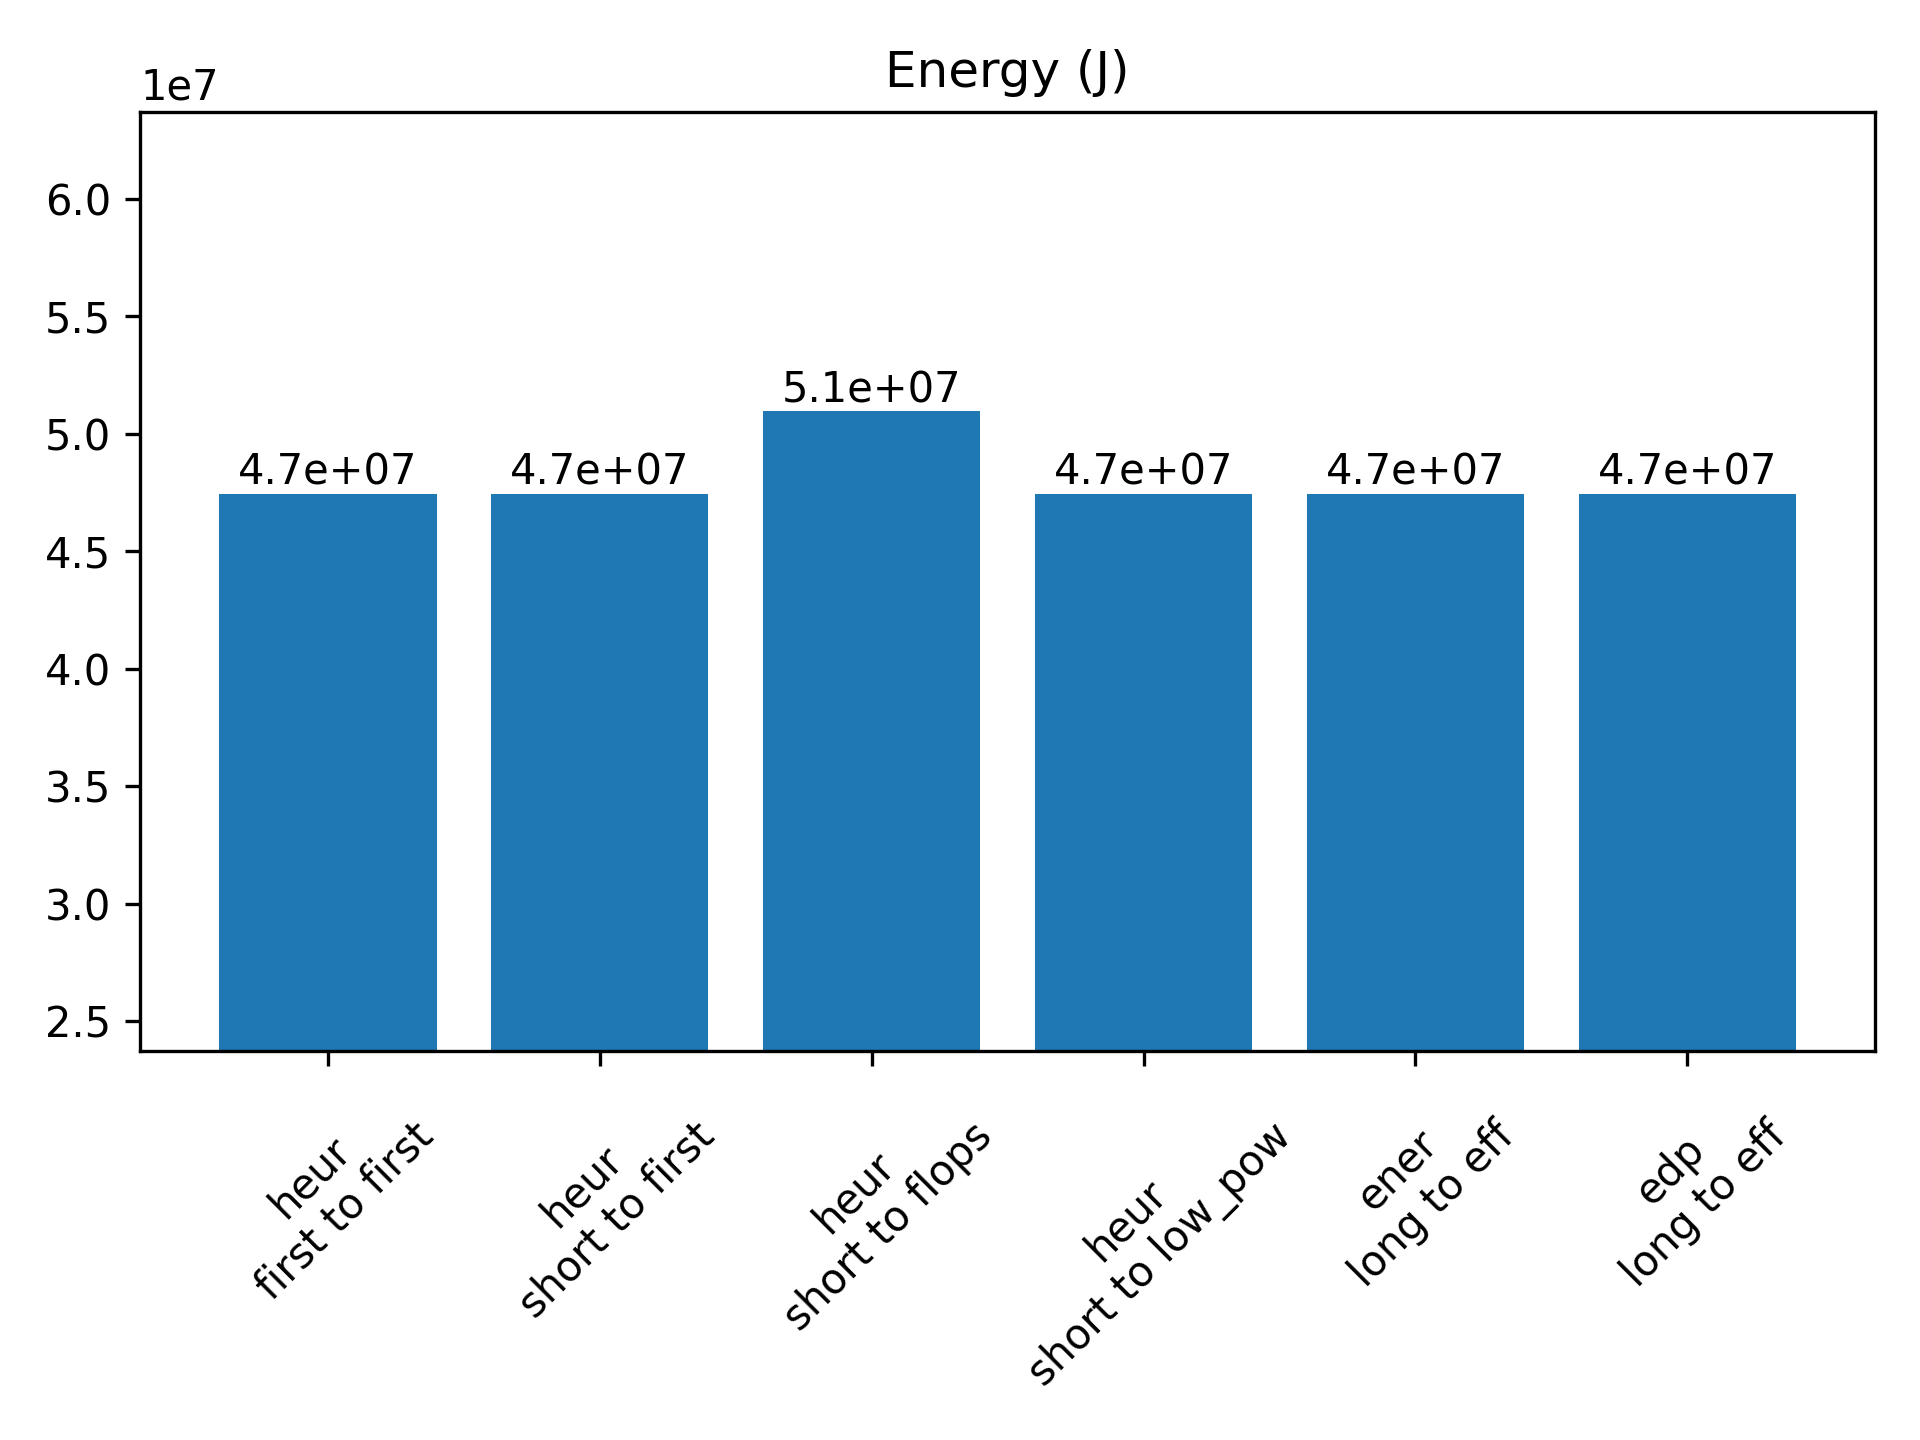 Energy (J)
1e7
6.0
5.5
5.0
4.5
4.0
3.5
3.0
2.5
4.7e+07
4.7e+07
5.1e+07
4.7e+07
4.7e+07
4.7e+07
heur
first to first
heur
short to first
heur
short to flops
heur
short to low_pow
ener
long to eff
edp
long to eff